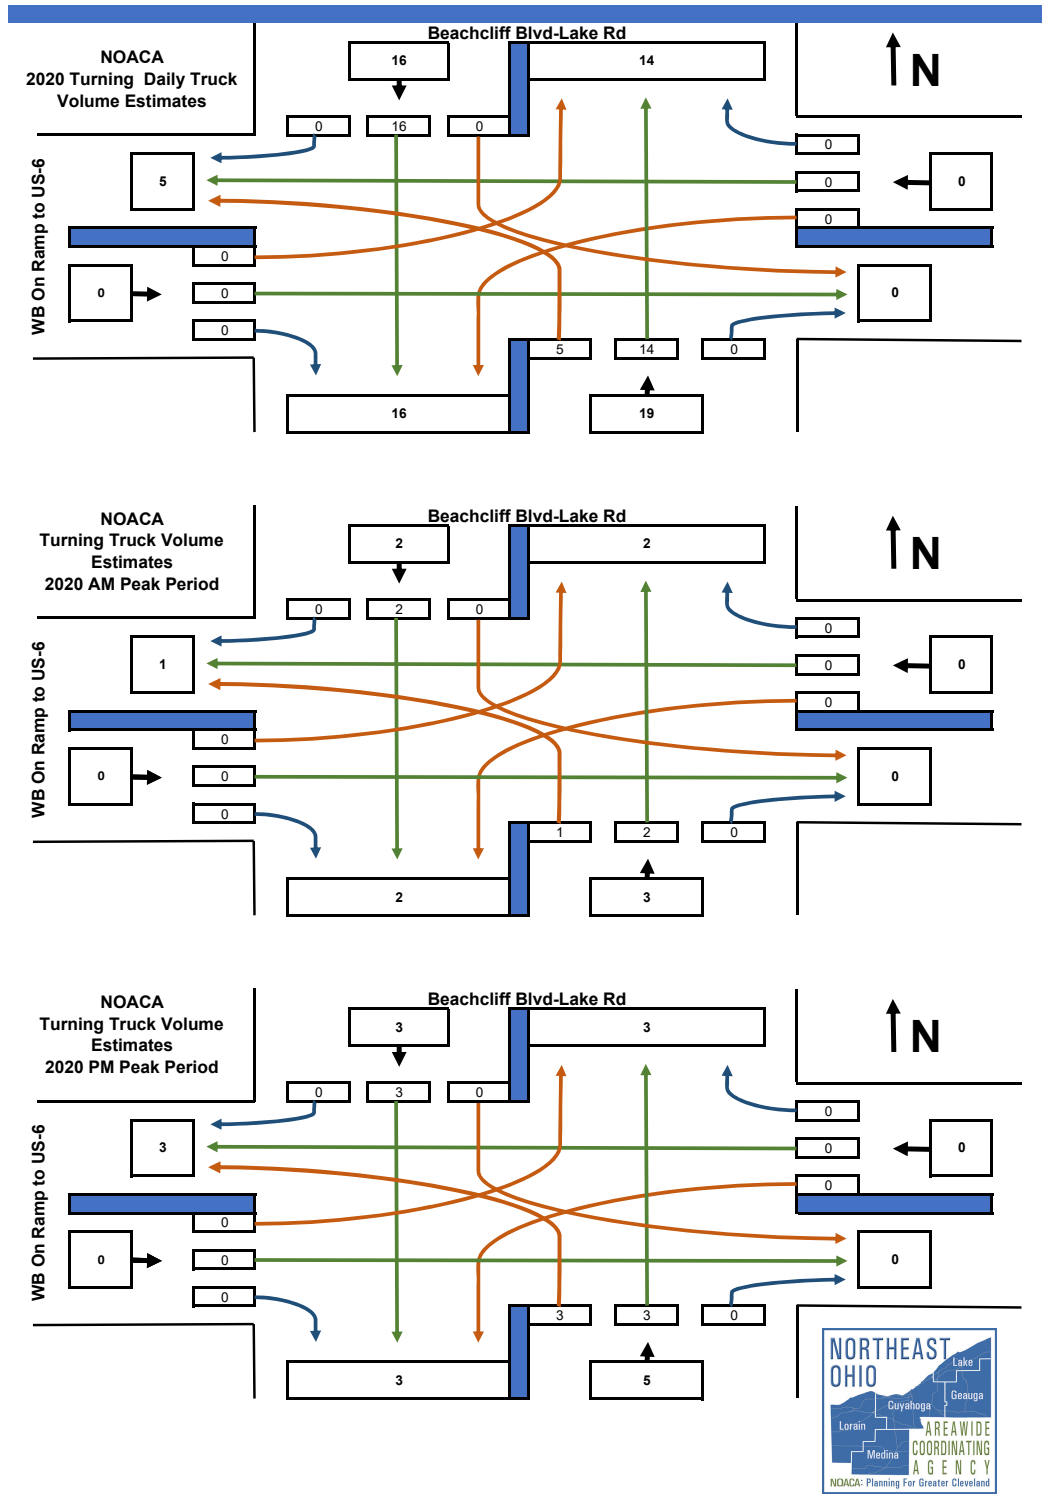 Beachcliff Blvd-Lake Rd
NOACA
2020 Turning Daily Truck
Volume Estimates
16
14
N
0
16
0
0
5
0
0
0
WB On Ramp to US-6
0
0
0
0
0
5
14
0
16
19
Beachcliff Blvd-Lake Rd
NOACA
Turning Truck Volume
Estimates
2020 AM Peak Period
2
2
N
0
2
0
0
1
0
0
0
WB On Ramp to US-6
0
0
0
0
0
1
2
0
2
3
Beachcliff Blvd-Lake Rd
NOACA
Turning Truck Volume
Estimates
2020 PM Peak Period
3
3
N
0
3
0
0
3
0
0
0
WB On Ramp to US-6
0
0
0
0
0
3
3
0
3
5
NORTHEAST
OHIO
Lake
Geauga
Cuyahoga
Lorain
Medina
AREAWIDE
COORDINATING
AGENCY
NOACA: Planning For Greater Cleveland